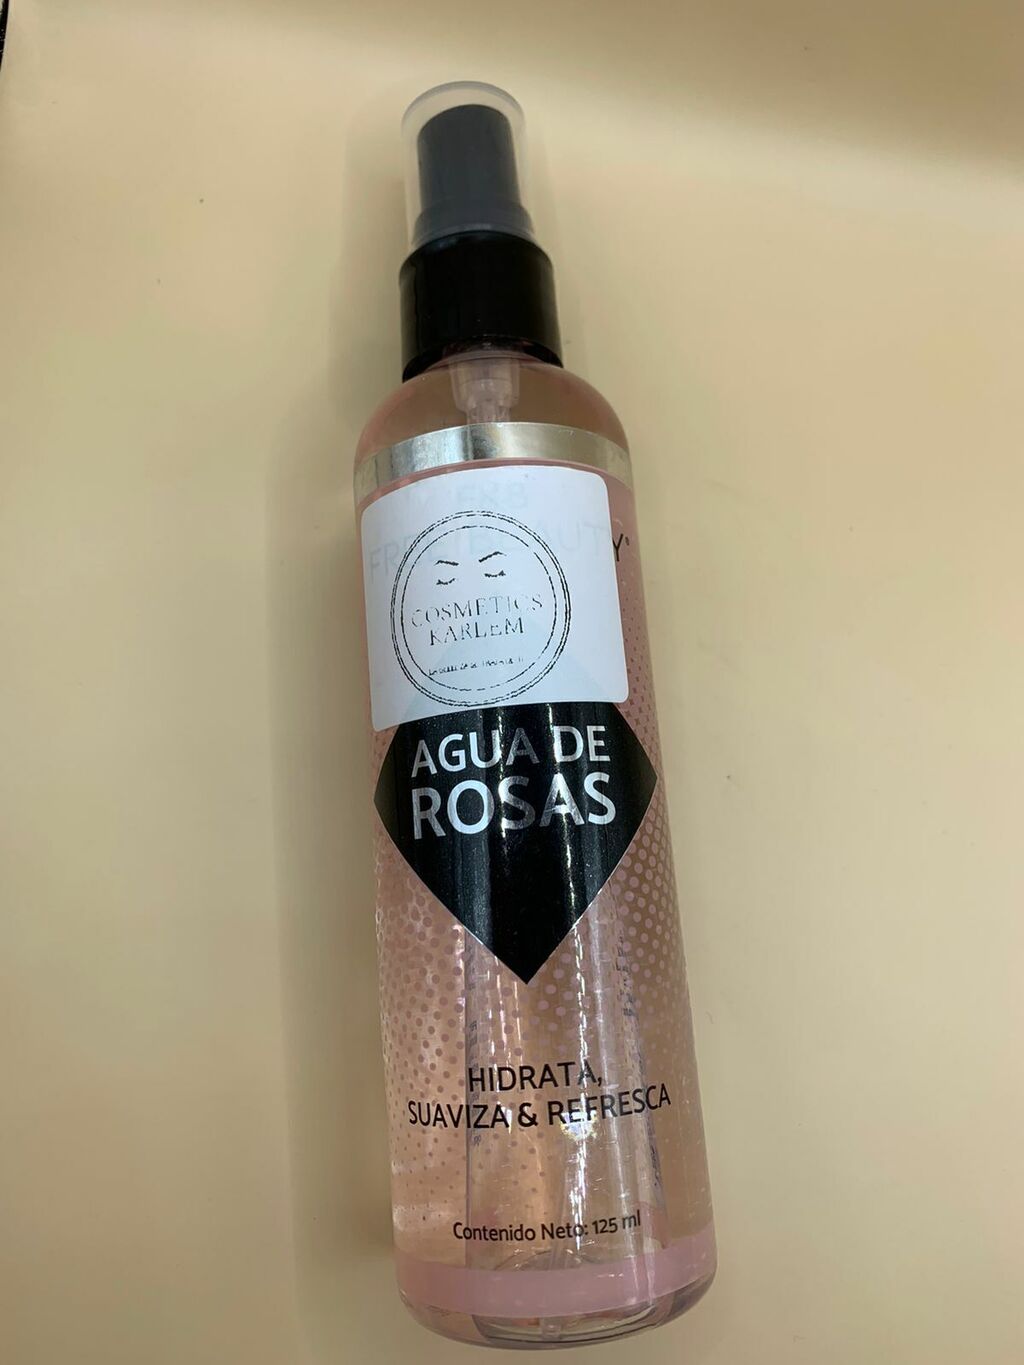 COSMETICS
KARLEM
AGUA DE
ROSAS
HIDRATA,
SUAVIZA & REFRESCA
Contenido Neto: 125 ml